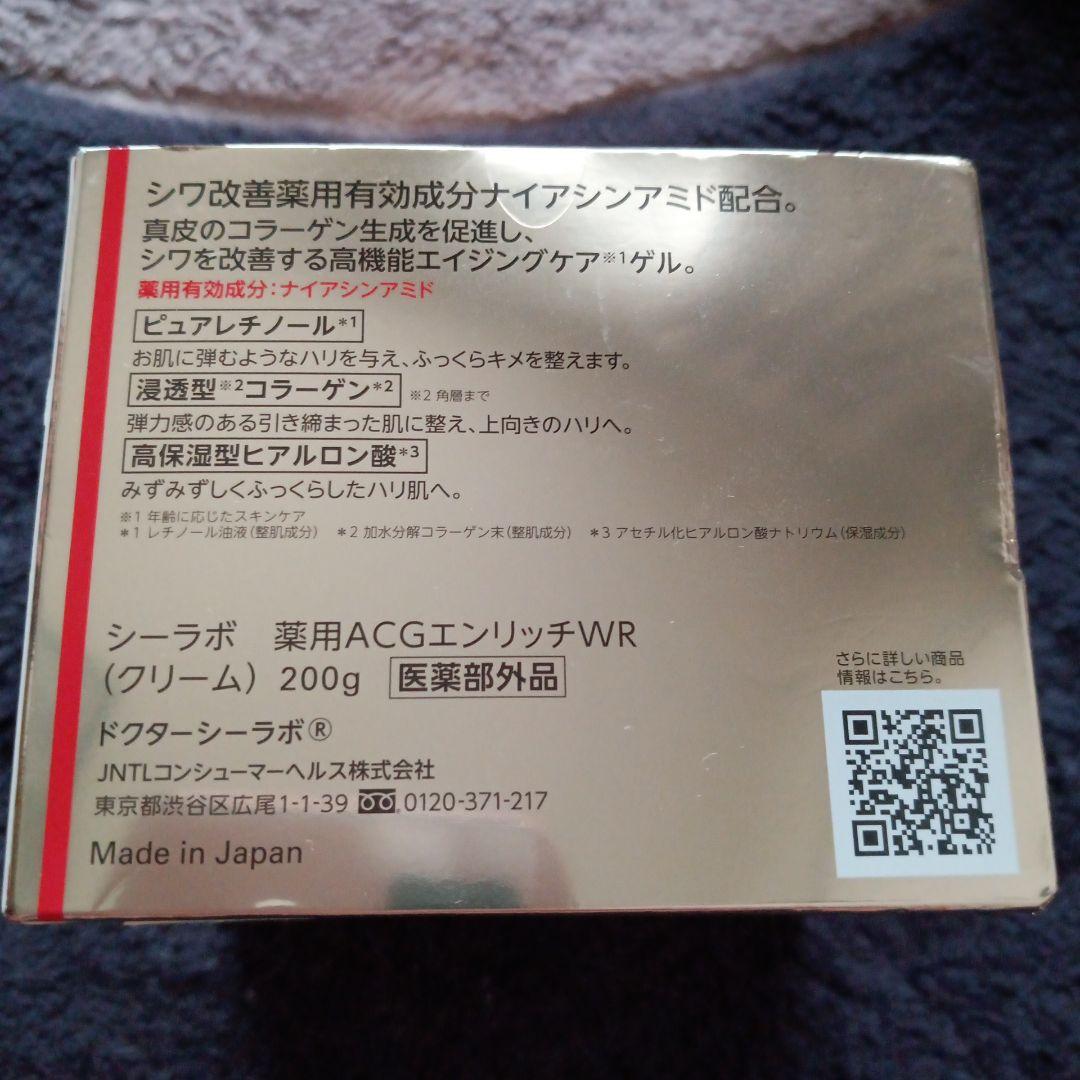 シワ改善薬用有効成分ナイアシンアミド配合。
真皮のコラーゲン生成を促進し、
シワを改善する高機能エイジングケア※1ゲル。
薬用有効成分：ナイアシンアミド
ピュアレチノール*1
お肌に弾むようなハリを与え、ふっくらキメを整えます。
浸透型※2コラーゲン*2 ※2 角層まで
弾力感のある引き締まった肌に整え、上向きのハリへ。
高保湿型ヒアルロン酸*3
みずみずしくふっくらしたハリ肌へ。
※1 年齢に応じたスキンケア
*1 レチノール油液（整肌成分） *2 加水分解コラーゲン末（整肌成分） *3 アセチル化ヒアルロン酸ナトリウム（保湿成分）
シーラボ 薬用ACGエンリッチWR
（クリーム） 200g 医薬部外品
ドクターシーラボ®
JNTLコンシューマーヘルス株式会社
東京都渋谷区広尾1-1-39 0120-371-217
Made in Japan
さらに詳しい商品
情報はこちら。